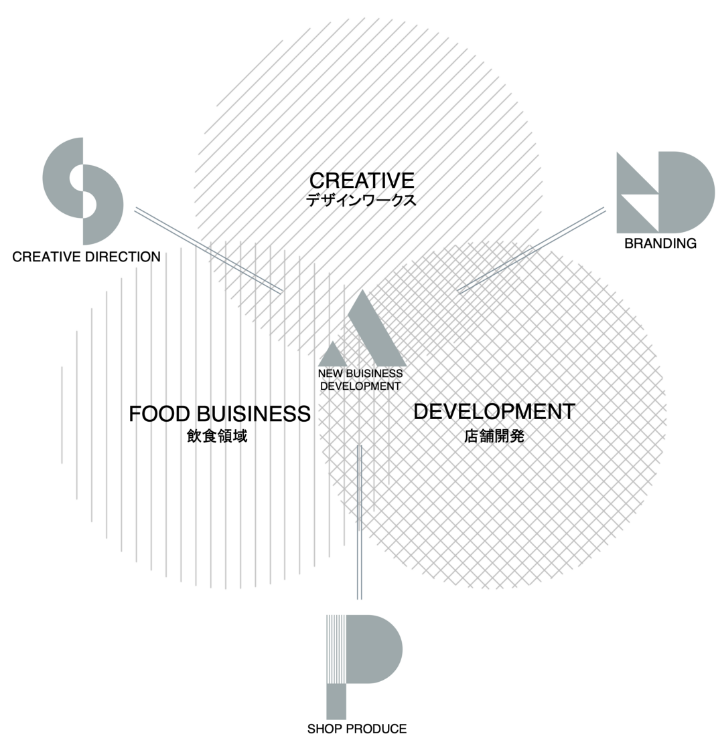 CREATIVE
デザインワークス
CREATIVE DIRECTION
BRANDING
NEW BUISINESS
DEVELOPMENT
FOOD BUISINESS
飲食領域
DEVELOPMENT
店舗開発
SHOP PRODUCE